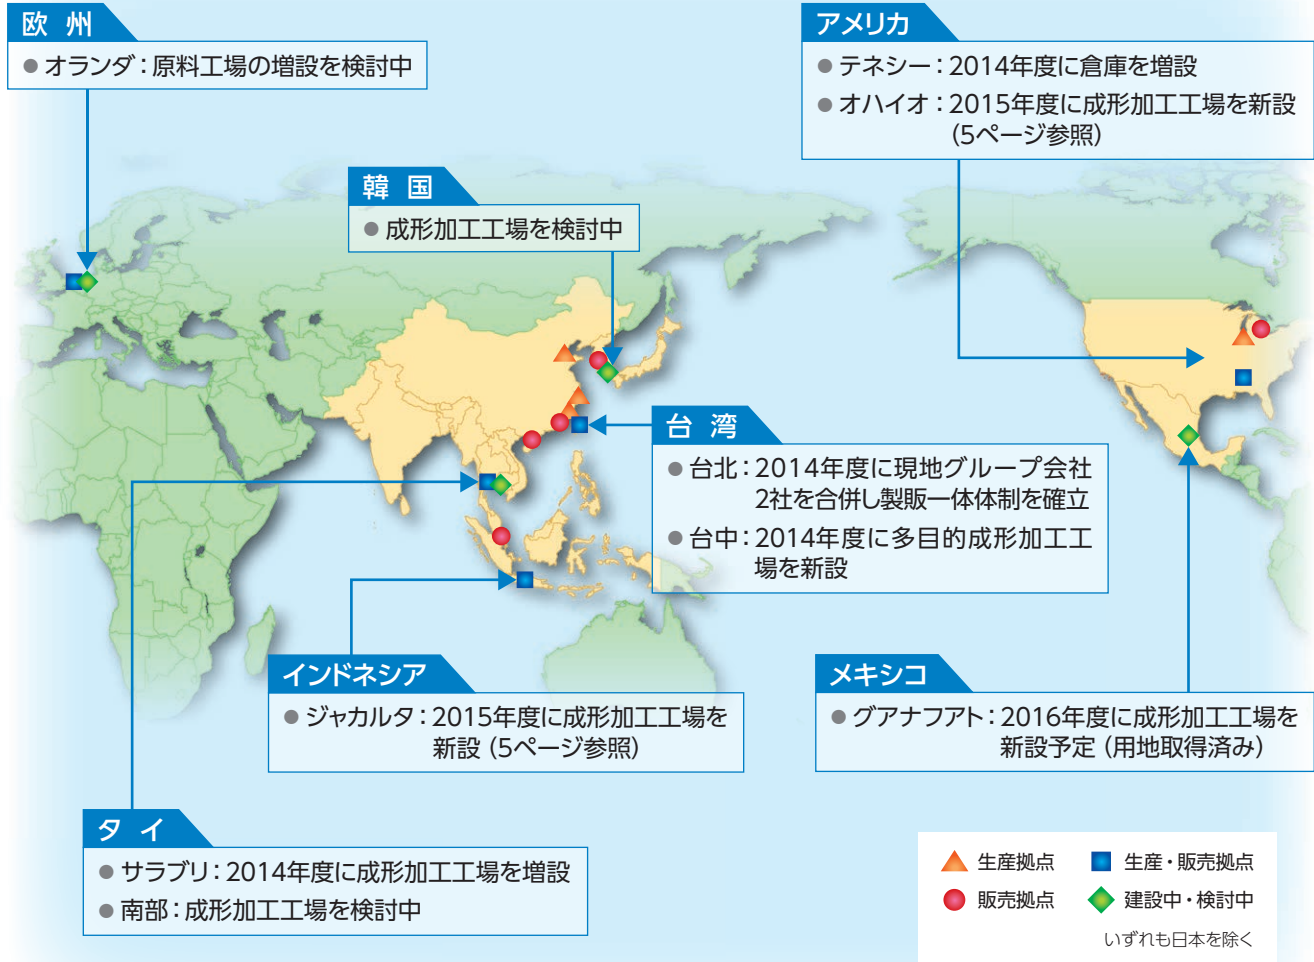 欧 州
● オランダ：原料工場の増設を検討中
アメリカ
● テネシー：2014年度に倉庫を増設
● オハイオ：2015年度に成形加工工場を新設
（5ページ参照）
韓 国
● 成形加工工場を検討中
台 湾
● 台北：2014年度に現地グループ会社
2社を合併し製販一体体制を確立
● 台中：2014年度に多目的成形加工工
場を新設
インドネシア
● ジャカルタ：2015年度に成形加工工場を
新設（5ページ参照）
メキシコ
● グアナフアト：2016年度に成形加工工場を
新設予定（用地取得済み）
タ イ
● サラブリ：2014年度に成形加工工場を増設
● 南部：成形加工工場を検討中
生産拠点
生産・販売拠点
販売拠点
建設中・検討中
いずれも日本を除く